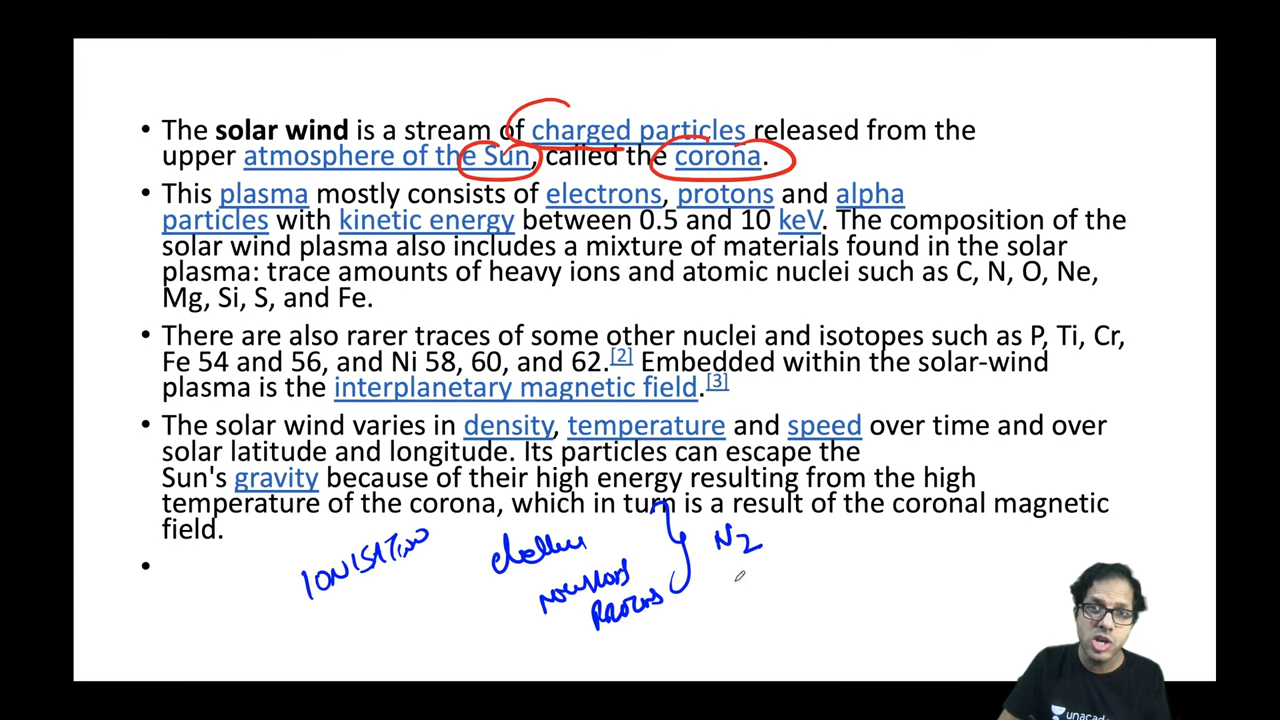 • The solar wind is a stream of charged particles released from the
upper atmosphere of the Sun, called the corona.
• This plasma mostly consists of electrons, protons and alpha
particles with kinetic energy between 0.5 and 10 keV. The composition of the
solar wind plasma also includes a mixture of materials found in the solar
plasma: trace amounts of heavy ions and atomic nuclei such as C, N, O, Ne,
Mg, Si, S, and Fe.
• There are also rarer traces of some other nuclei and isotopes such as P, Ti, Cr,
Fe 54 and 56, and Ni 58, 60, and 62.[2] Embedded within the solar-wind
plasma is the interplanetary magnetic field.[3]
• The solar wind varies in density, temperature and speed over time and over
solar latitude and longitude. Its particles can escape the
Sun's gravity because of their high energy resulting from the high
temperature of the corona, which in turn is a result of the coronal magnetic
field.
•
N2